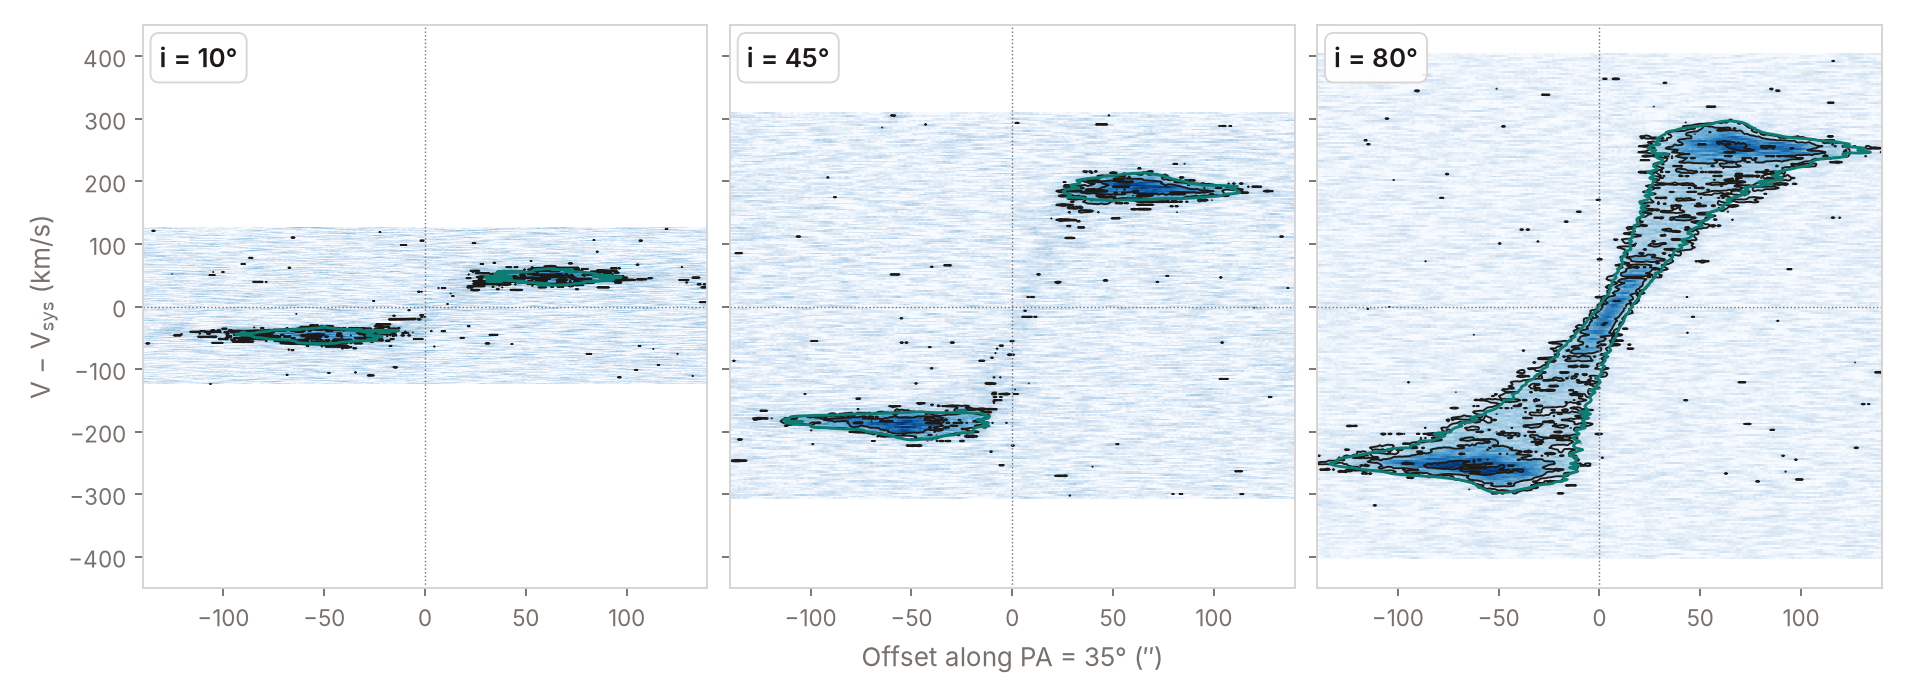 i = 10°
i = 45°
i = 80°
400
300
200
100
0
−100
−200
−300
−400
V − Vsys (km/s)
−100 −50 0 50 100
−100 −50 0 50 100
−100 −50 0 50 100
Offset along PA = 35° (″)